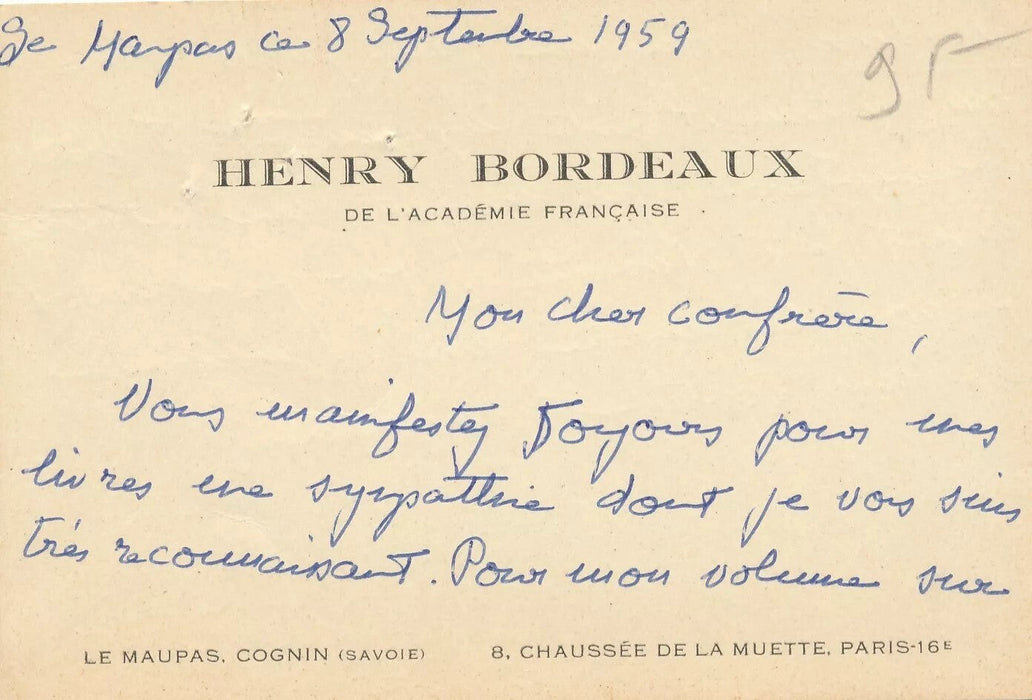 Le Maupas ce 8 Septembre 1959
95
HENRY BORDEAUX
DE L'ACADÉMIE FRANÇAISE
Mon cher confrère,
Vous manifestez toujours pour mes
livres une sympathie dont je vous suis
très reconnaissant. Pour mon volume sur
LE MAUPAS, COGNIN (SAVOIE) 8, CHAUSSÉE DE LA MUETTE, PARIS-16E